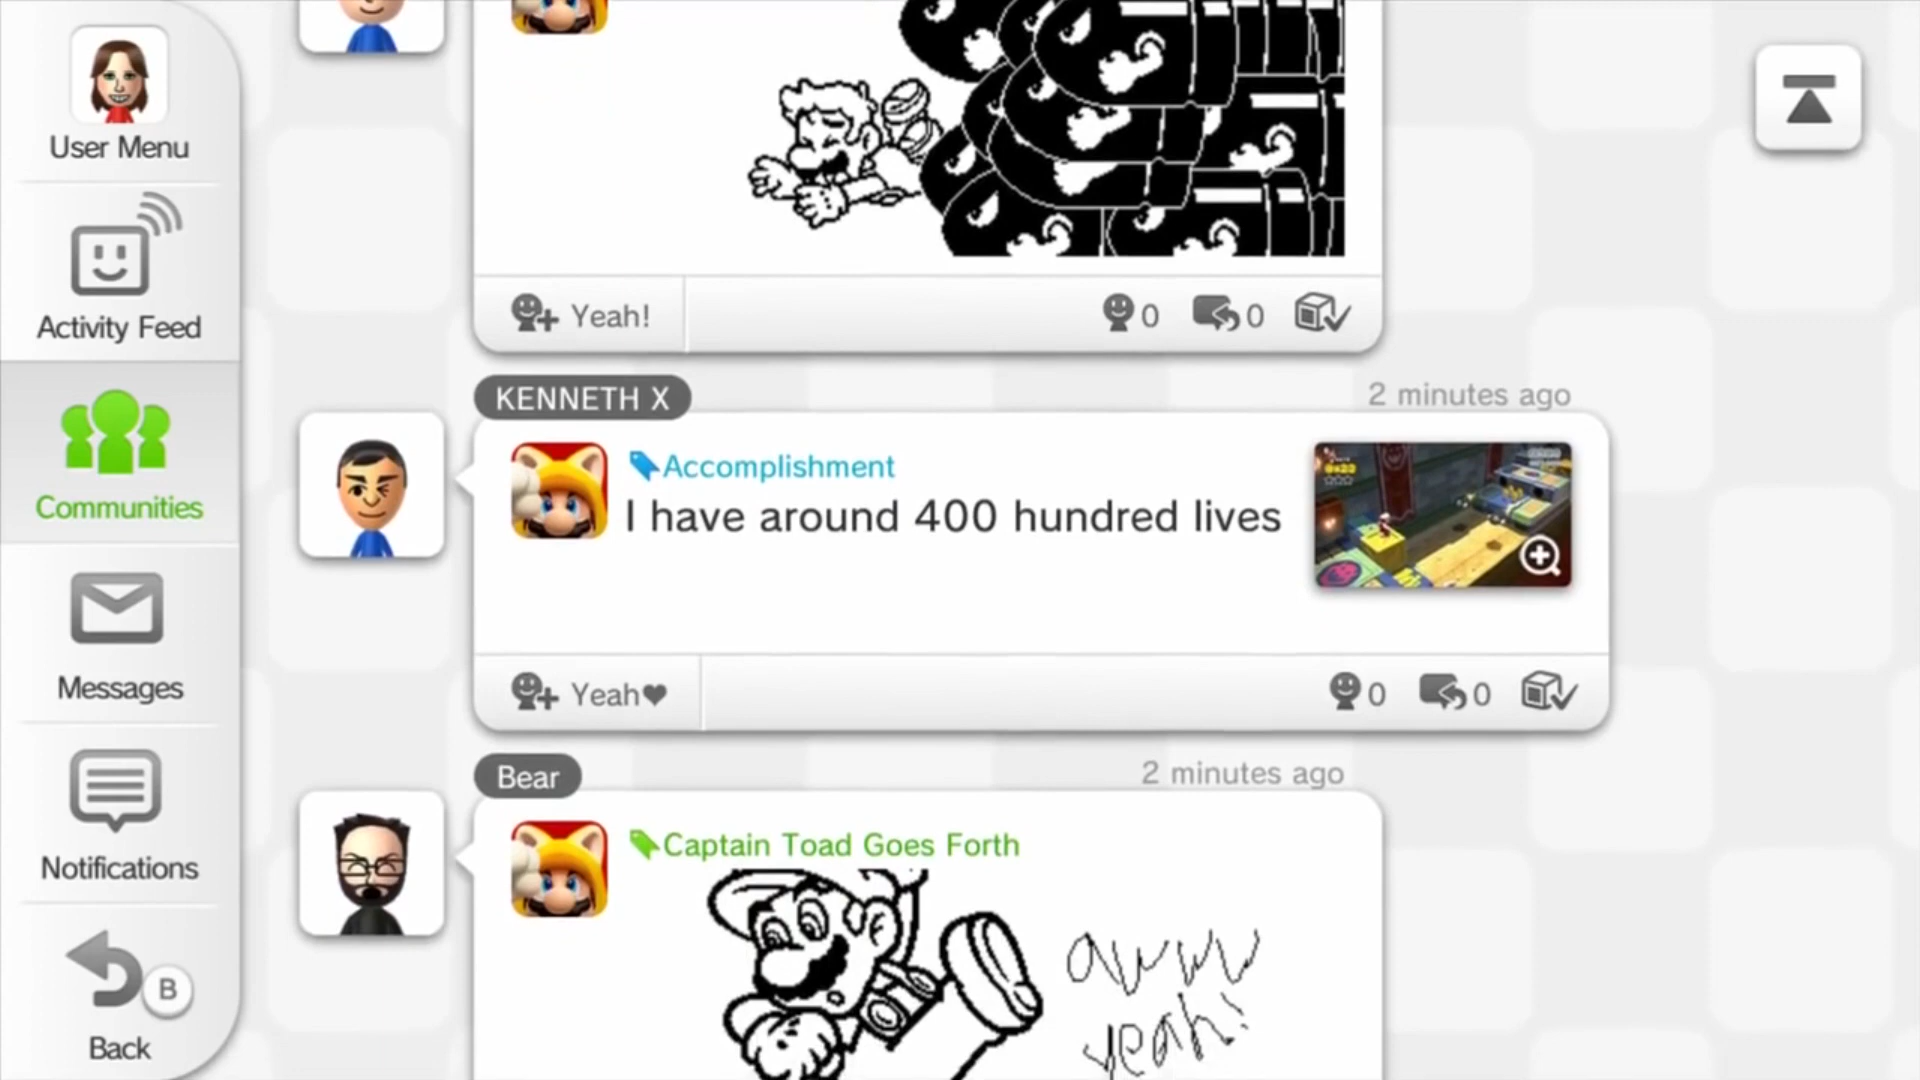 User Menu
Activity Feed
Communities
Messages
Notifications
B
Back
Yeah!
0
0
KENNETH X
2 minutes ago
Accomplishment
I have around 400 hundred lives
Yeah♥
0
0
Bear
2 minutes ago
Captain Toad Goes Forth
aww
yeah!